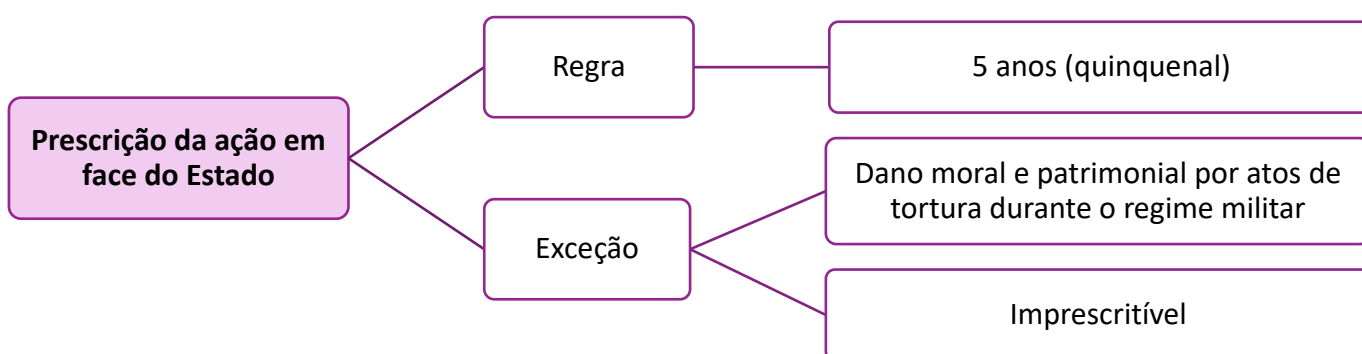 Prescrição da ação em
face do Estado
Regra
5 anos (quinquenal)
Exceção
Dano moral e patrimonial por atos de
tortura durante o regime militar
Imprescritível